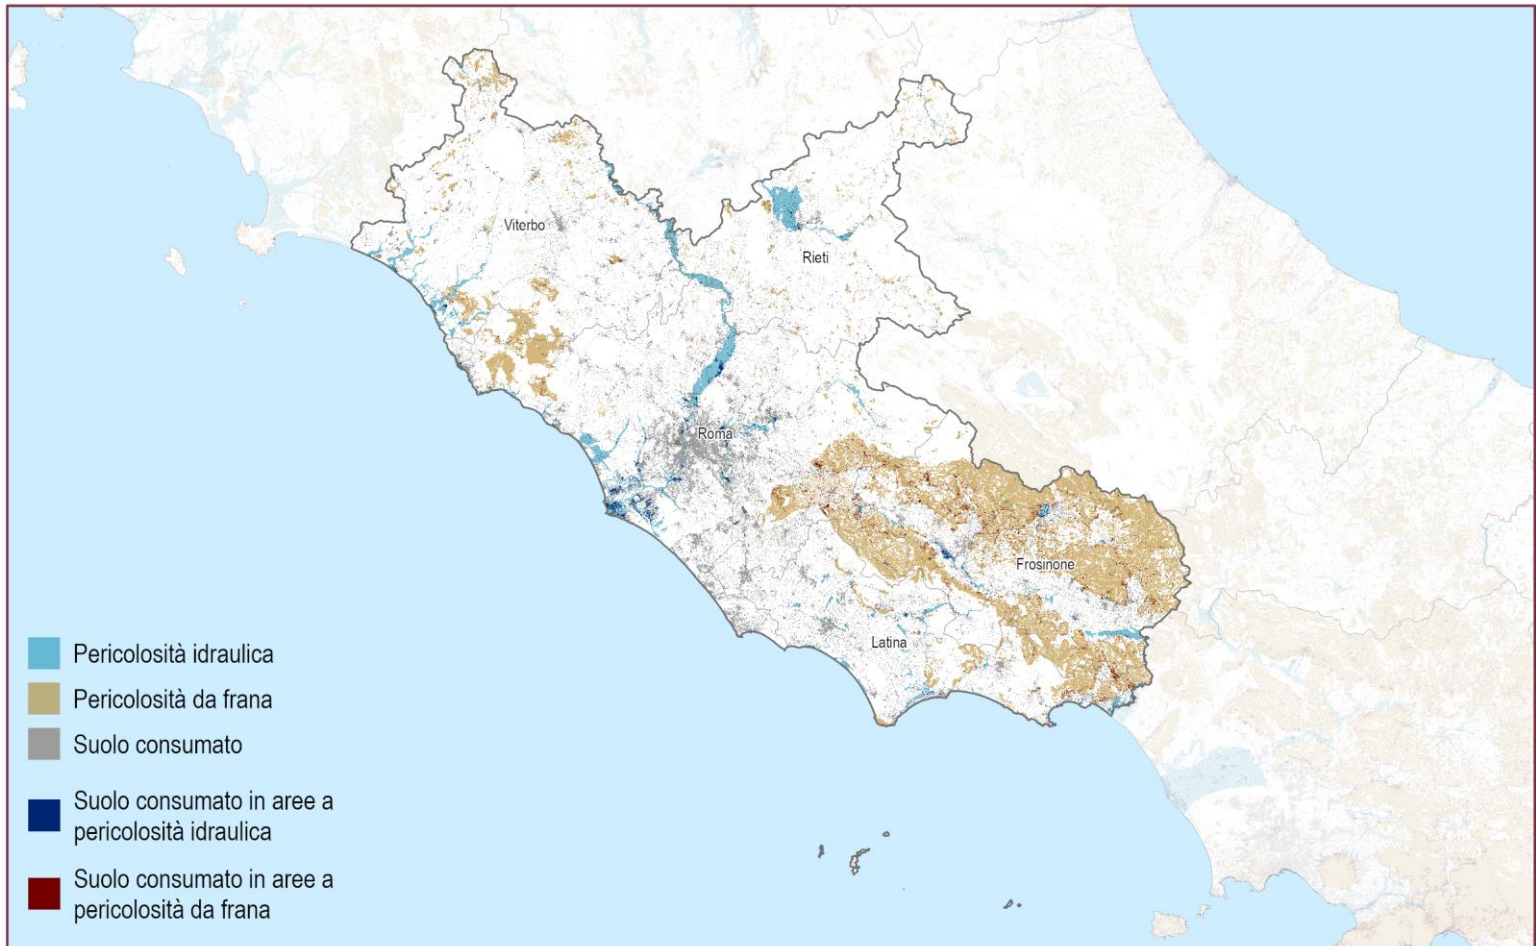 Viterbo
Rieti
Roma
Frosinone
Latina
Pericolosità idraulica
Pericolosità da frana
Suolo consumato
Suolo consumato in aree a
pericolosità idraulica
Suolo consumato in aree a
pericolosità da frana